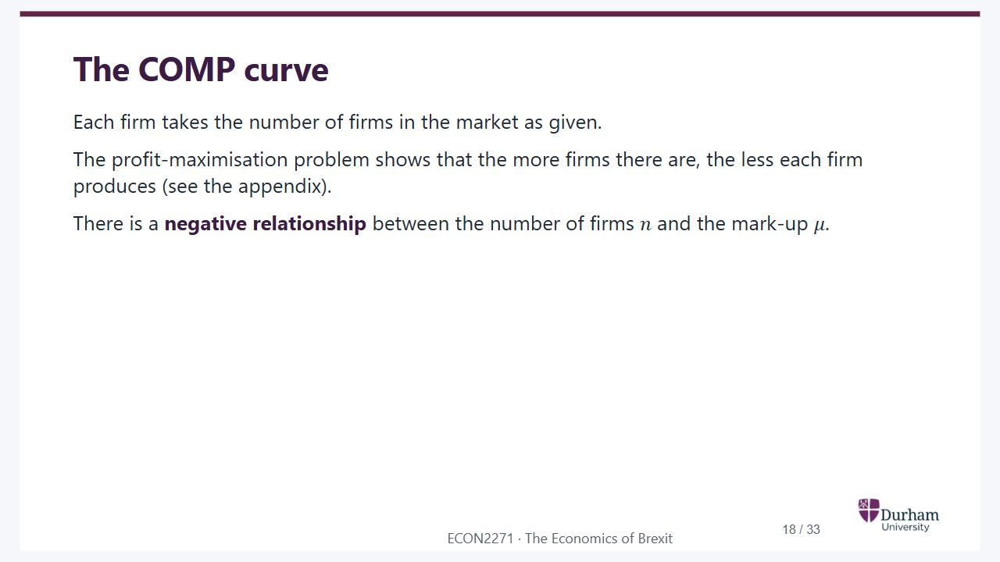 The COMP curve
Each firm takes the number of firms in the market as given.
The profit-maximisation problem shows that the more firms there are, the less each firm
produces (see the appendix).
There is a negative relationship between the number of firms n and the mark-up μ.
ECON2271 · The Economics of Brexit
18 / 33
Durham
University